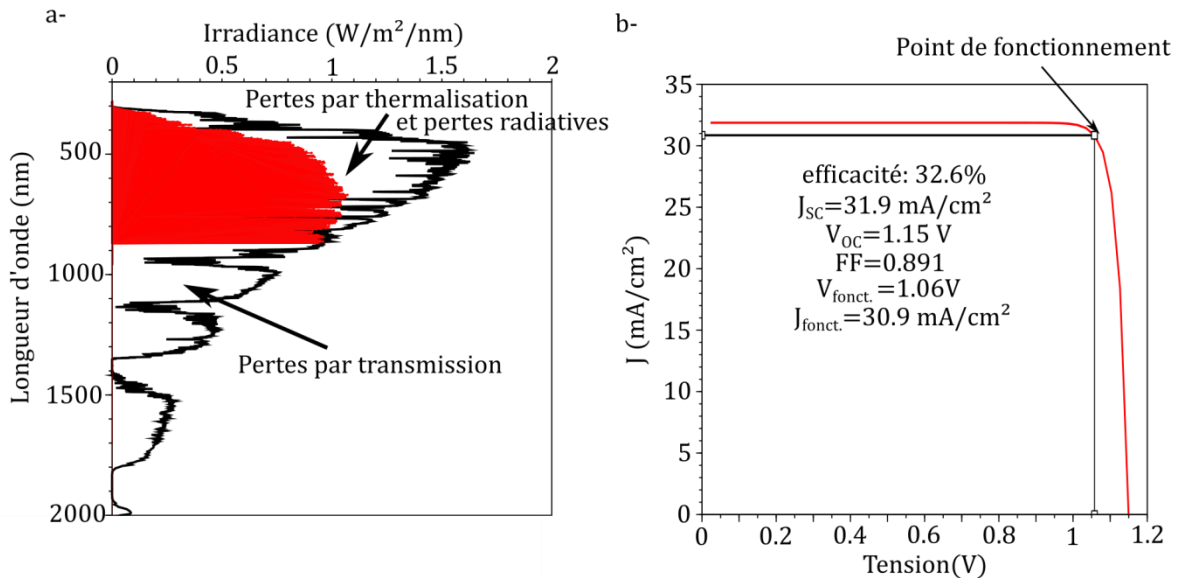 a-
Irradiance (W/m²/nm)
0 0.5 1 1.5 2
Pertes par thermalisation
et pertes radiatives
500
1000
1500
2000
Longueur d'onde (nm)
Pertes par transmission
b-
Point de fonctionnement
35
30
25
20
15
10
5
0
J (mA/cm²)
efficacité: 32.6%
J_SC=31.9 mA/cm²
V_OC=1.15 V
FF=0.891
V_fonct.=1.06V
J_fonct.=30.9 mA/cm²
0 0.2 0.4 0.6 0.8 1 1.2
Tension(V)